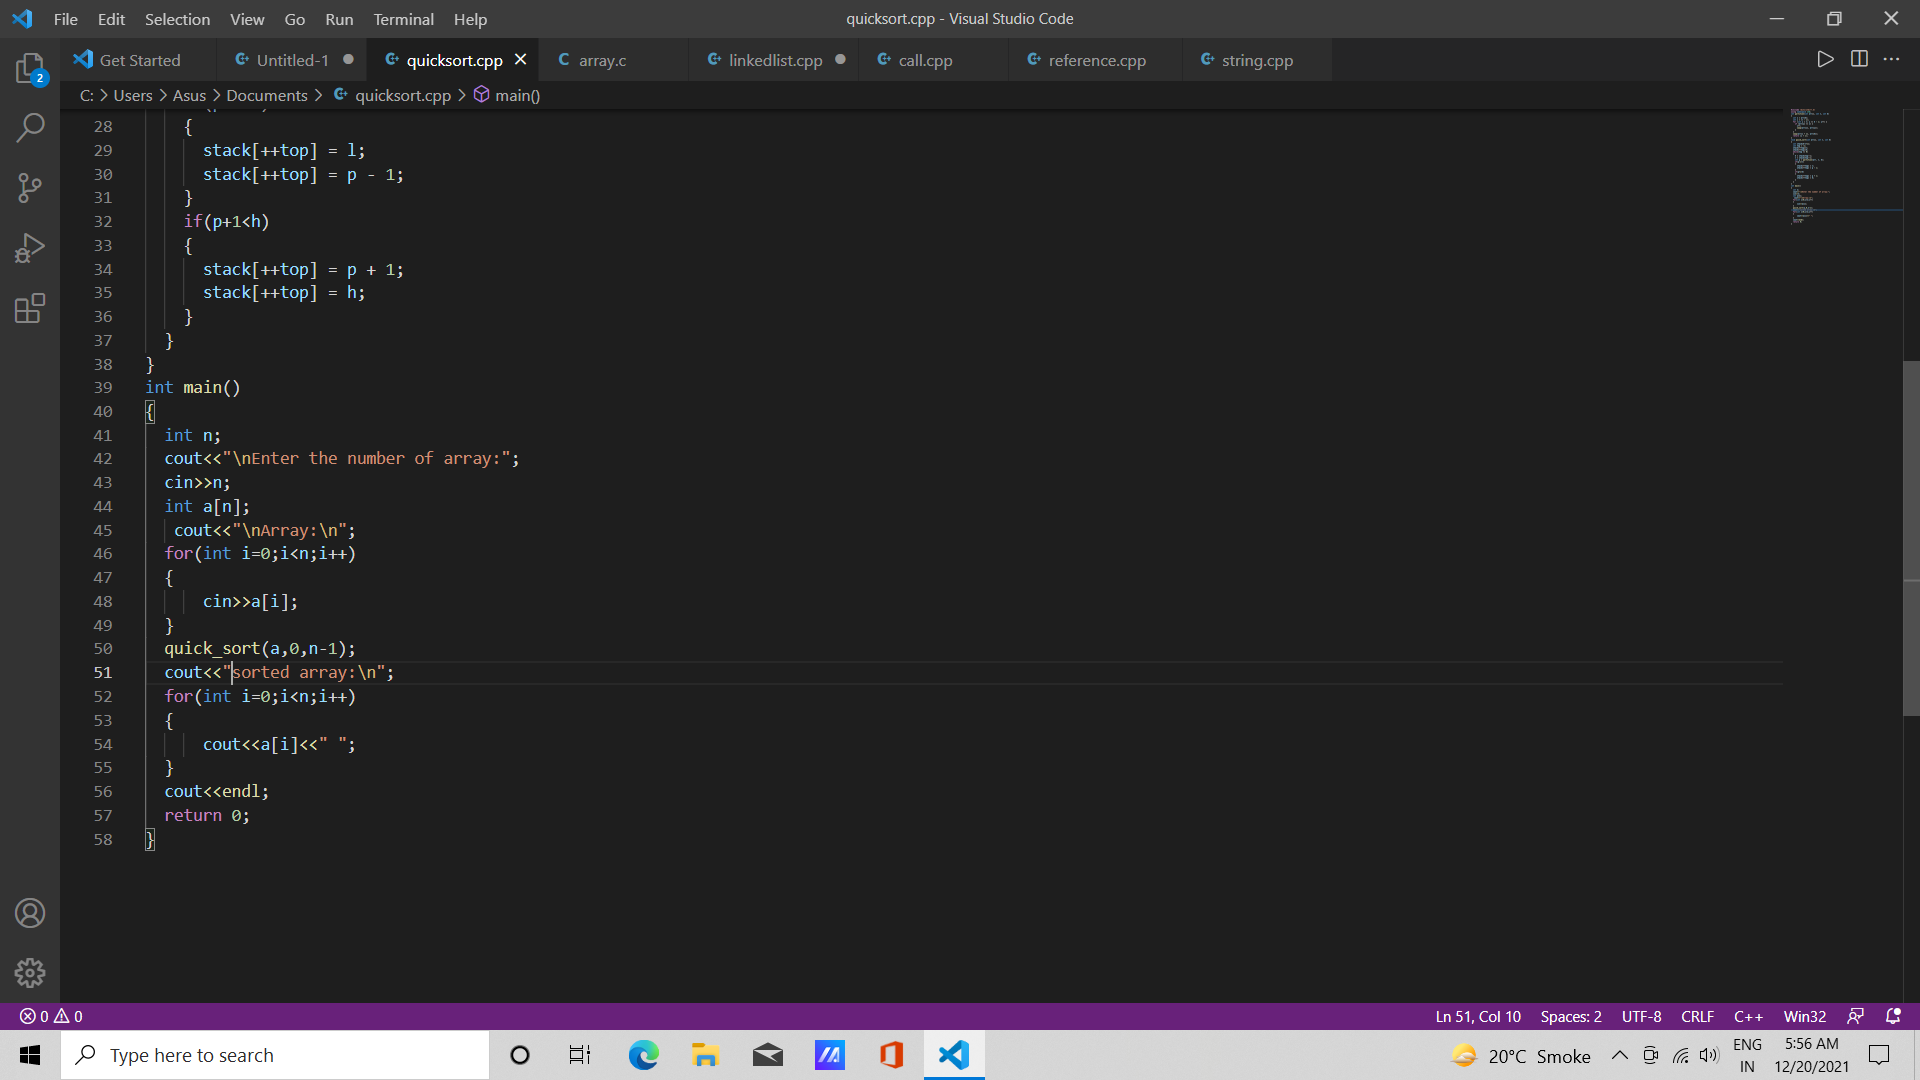 File Edit Selection View Go Run Terminal Help
quicksort.cpp - Visual Studio Code
Get Started
Untitled-1
quicksort.cpp
array.c
linkedlist.cpp
call.cpp
reference.cpp
string.cpp
C: > Users > Asus > Documents > quicksort.cpp > main()
28 {
29 stack[++top] = l;
30 stack[++top] = p - 1;
31 }
32 if(p+1<h)
33 {
34 stack[++top] = p + 1;
35 stack[++top] = h;
36 }
37 }
38 }
39 int main()
40 {
41 int n;
42 cout<<"\nEnter the number of array:";
43 cin>>n;
44 int a[n];
45 cout<<"\nArray:\n";
46 for(int i=0;i<n;i++)
47 {
48 cin>>a[i];
49 }
50 quick_sort(a,0,n-1);
51 cout<<"sorted array:\n";
52 for(int i=0;i<n;i++)
53 {
54 cout<<a[i]<<" ";
55 }
56 cout<<endl;
57 return 0;
58 }
2
0 0
Ln 51, Col 10 Spaces: 2 UTF-8 CRLF C++ Win32
Type here to search
20°C Smoke
ENG
IN
5:56 AM
12/20/2021